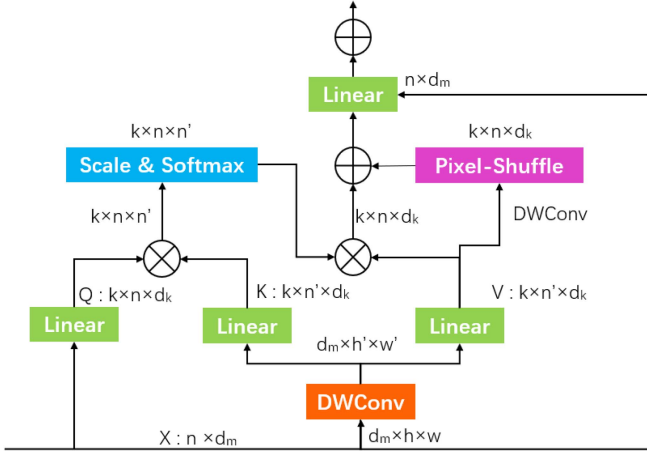 Linear
n×dₘ
k×n×n'
Scale & Softmax
k×n×dₖ
Pixel-Shuffle
k×n×n'
k×n×dₖ
DWConv
Q : k×n×dₖ
K : k×n'×dₖ
V : k×n'×dₖ
Linear
Linear
Linear
dₘ×h'×w'
DWConv
X : n ×dₘ
dₘ×h×w